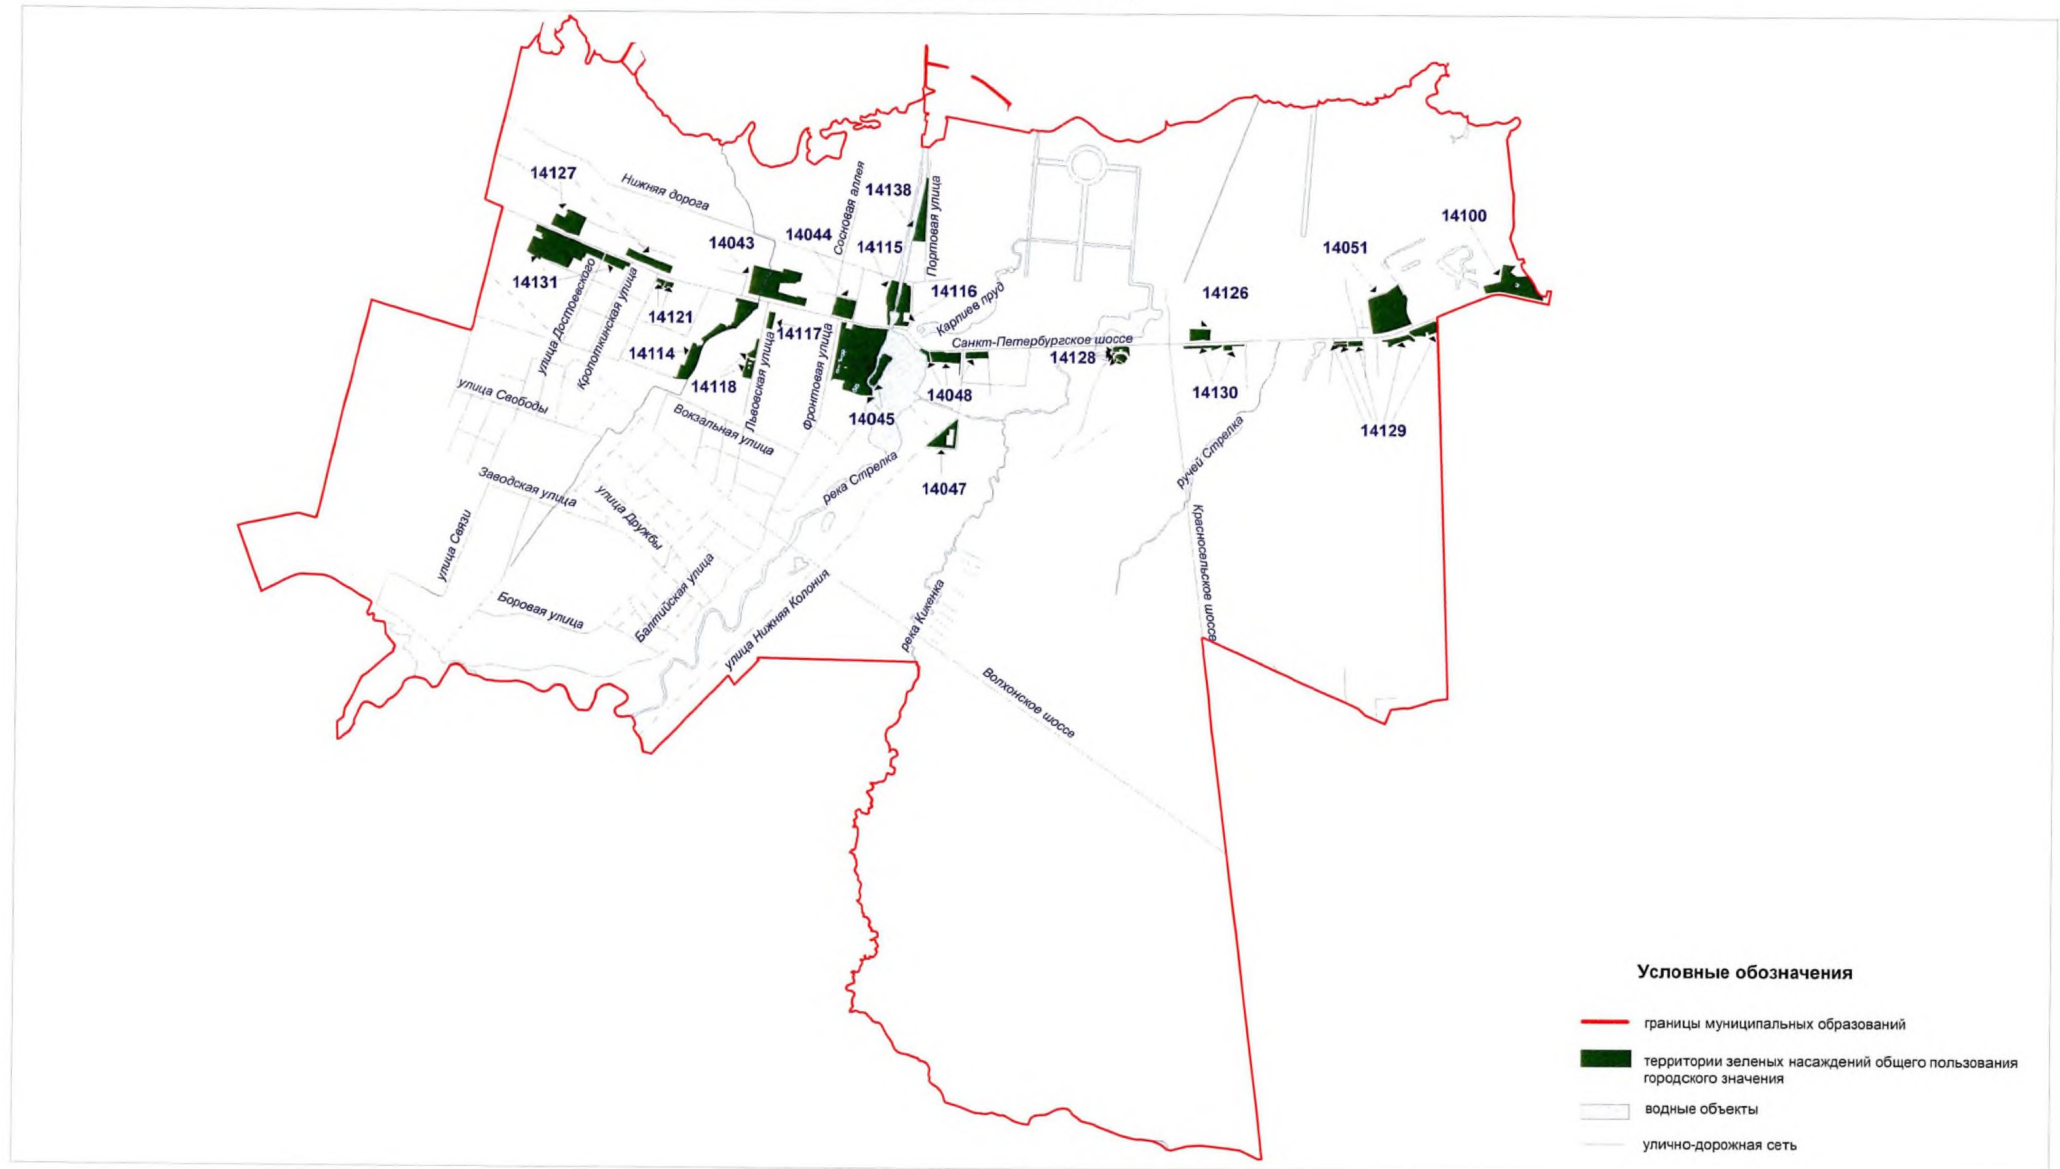 14127
Нижняя дорога
14138
Сосновая аллея
Портовая улица
14043
14044
14115
14100
14051
14131
улица Достоевского
Кропоткинская улица
14121
14116
Карпиев пруд
14126
14114
14117
Санкт-Петербургское шоссе
14128
14118
Львовская улица
Фронтовая улица
14048
14130
улица Свободы
Вокзальная улица
14045
14129
14047
река Стрелка
ручей Стрелка
Заводская улица
улица Дружбы
улица Связи
Красносельское шоссе
Боровая улица
Балтийская улица
улица Нижняя Колония
река Кикенка
Волхонское шоссе
Условные обозначения
границы муниципальных образований
территории зеленых насаждений общего пользования
городского значения
водные объекты
улично-дорожная сеть